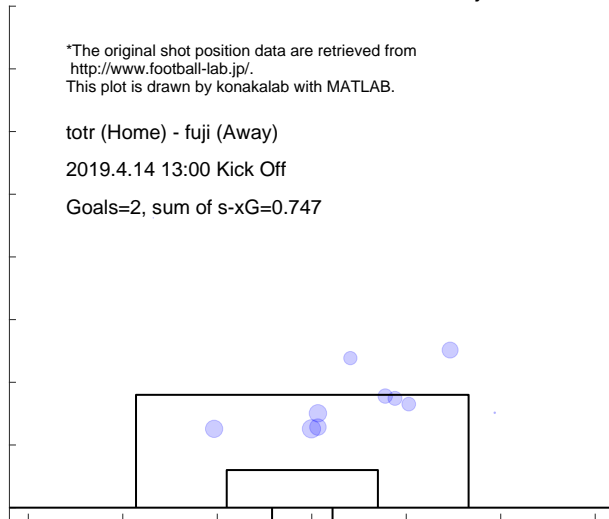 *The original shot position data are retrieved from
http://www.football-lab.jp/.
This plot is drawn by konakalab with MATLAB.
totr (Home) - fuji (Away)
2019.4.14 13:00 Kick Off
Goals=2, sum of s-xG=0.747